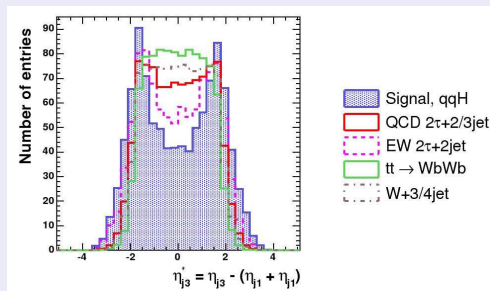 Number of entries
90
80
70
60
50
40
30
20
10
0
-4 -2 0 2 4
η*j3 = ηj3 - (ηj1 + ηj1)
Signal, qqH
QCD 2τ+2/3jet
EW 2τ+2jet
tt → WbWb
W+3/4jet